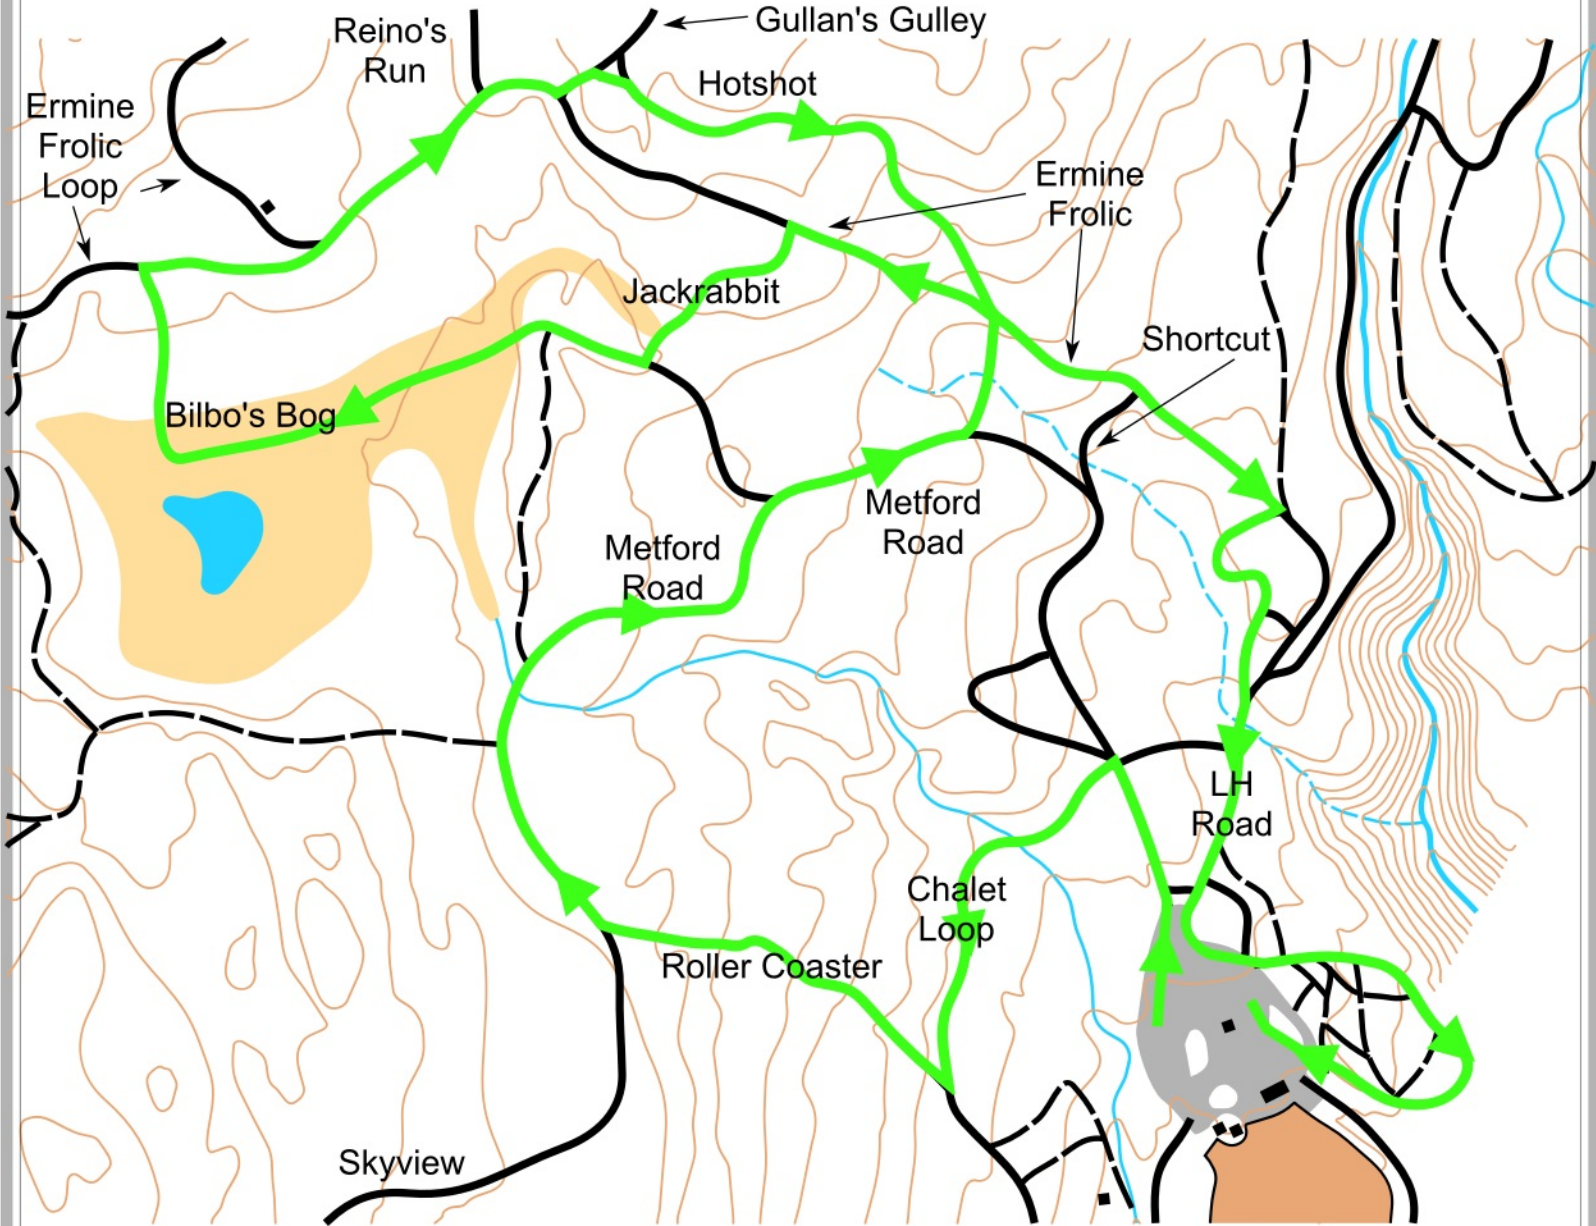 Reino's
Run
Gullan's Gulley
Hotshot
Ermine
Frolic
Loop
Ermine
Frolic
Jackrabbit
Shortcut
Bilbo's Bog
Metford
Road
Metford
Road
LH
Road
Chalet
Loop
Roller Coaster
Skyview